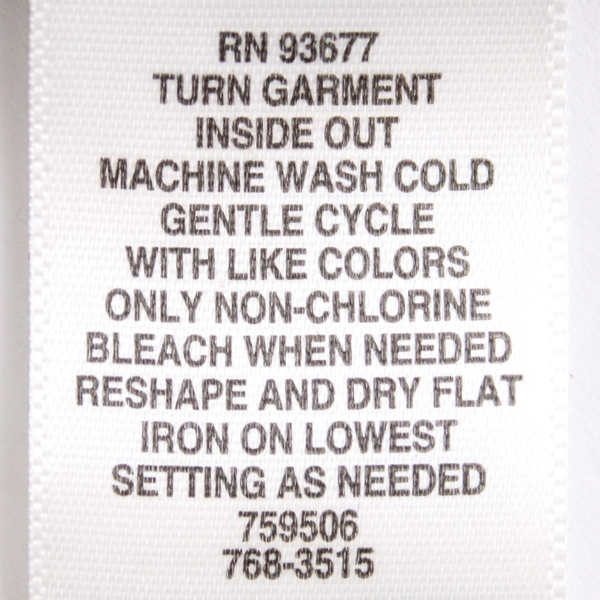 RN 93677
TURN GARMENT
INSIDE OUT
MACHINE WASH COLD
GENTLE CYCLE
WITH LIKE COLORS
ONLY NON-CHLORINE
BLEACH WHEN NEEDED
RESHAPE AND DRY FLAT
IRON ON LOWEST
SETTING AS NEEDED
759506
768-3515